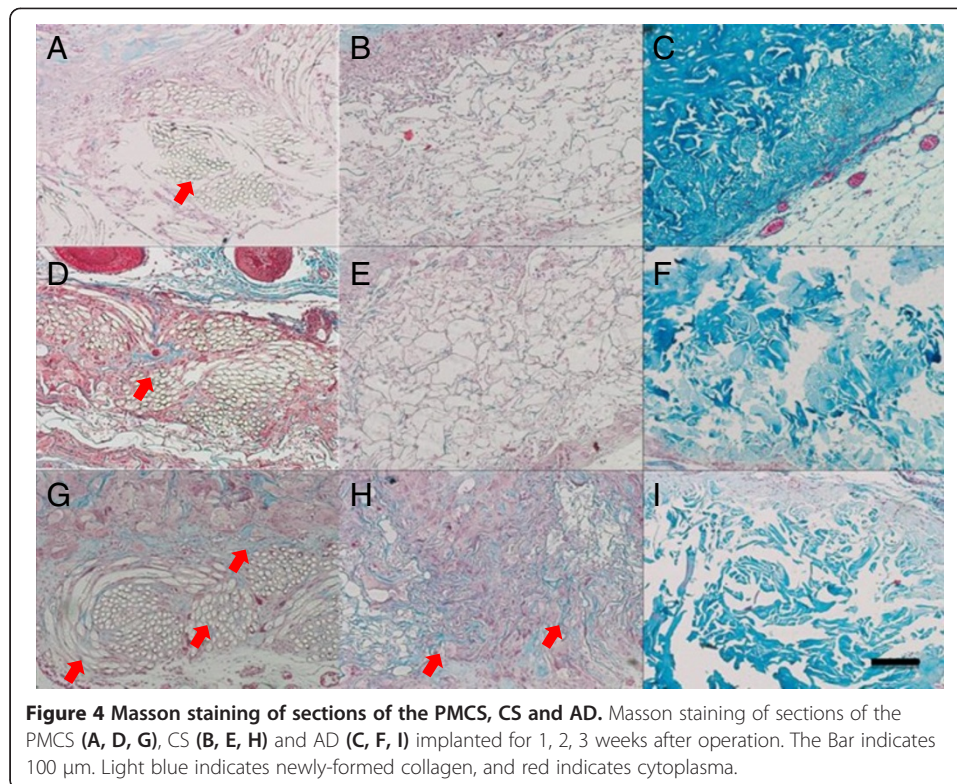 A
B
C
D
E
F
G
H
I
Figure 4 Masson staining of sections of the PMCS, CS and AD. Masson staining of sections of the
PMCS (A, D, G), CS (B, E, H) and AD (C, F, I) implanted for 1, 2, 3 weeks after operation. The Bar indicates
100 μm. Light blue indicates newly-formed collagen, and red indicates cytoplasma.